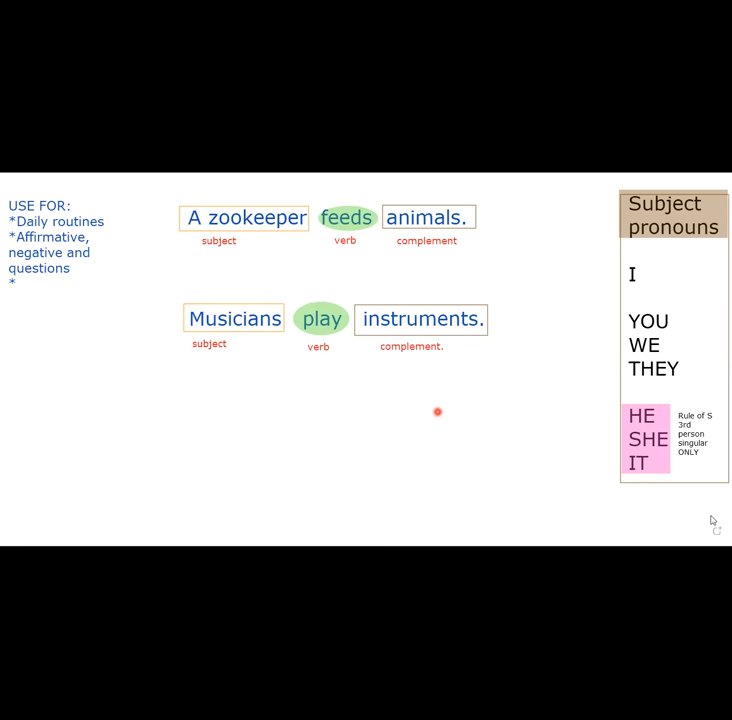 USE FOR:
*Daily routines
*Affirmative,
negative and
questions
*
A zookeeper feeds animals.
subject verb complement
Musicians play instruments.
subject verb complement.
Subject
pronouns
I
YOU
WE
THEY
HE
SHE
IT
Rule of S
3rd
person
singular
ONLY